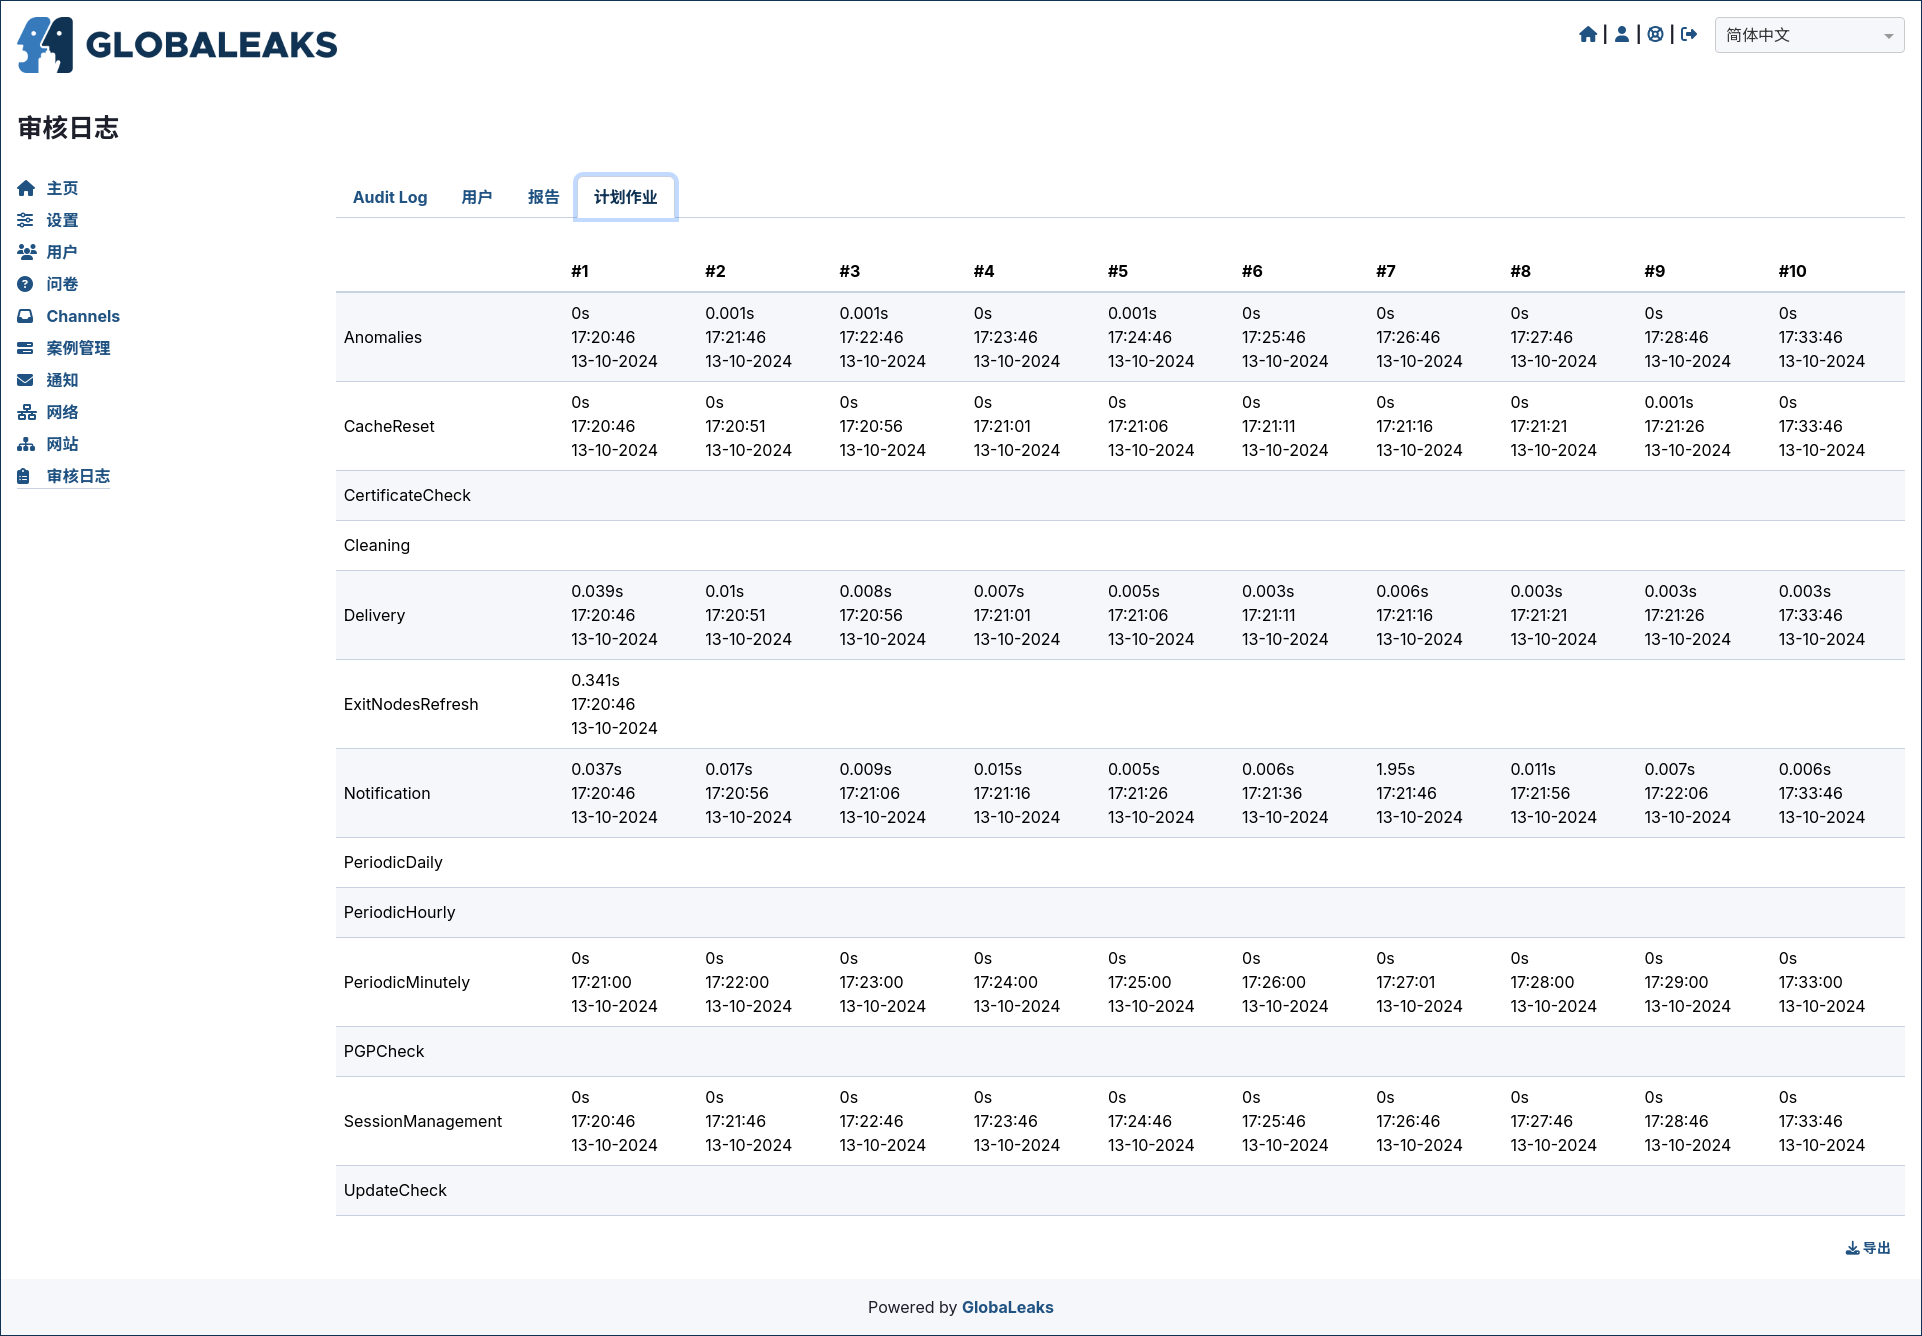 GLOBALEAKS
简体中文
审核日志
主页
设置
用户
问卷
Channels
案例管理
通知
网络
网站
审核日志
Audit Log 用户 报告 计划作业
#1 #2 #3 #4 #5 #6 #7 #8 #9 #10
Anomalies
0s 0.001s 0.001s 0s 0.001s 0s 0s 0s 0s 0s
17:20:46 17:21:46 17:22:46 17:23:46 17:24:46 17:25:46 17:26:46 17:27:46 17:28:46 17:33:46
13-10-2024 13-10-2024 13-10-2024 13-10-2024 13-10-2024 13-10-2024 13-10-2024 13-10-2024 13-10-2024 13-10-2024
CacheReset
0s 0s 0s 0s 0s 0s 0s 0s 0.001s 0s
17:20:46 17:20:51 17:20:56 17:21:01 17:21:06 17:21:11 17:21:16 17:21:21 17:21:26 17:33:46
13-10-2024 13-10-2024 13-10-2024 13-10-2024 13-10-2024 13-10-2024 13-10-2024 13-10-2024 13-10-2024 13-10-2024
CertificateCheck
Cleaning
Delivery
0.039s 0.01s 0.008s 0.007s 0.005s 0.003s 0.006s 0.003s 0.003s 0.003s
17:20:46 17:20:51 17:20:56 17:21:01 17:21:06 17:21:11 17:21:16 17:21:21 17:21:26 17:33:46
13-10-2024 13-10-2024 13-10-2024 13-10-2024 13-10-2024 13-10-2024 13-10-2024 13-10-2024 13-10-2024 13-10-2024
ExitNodesRefresh
0.341s
17:20:46
13-10-2024
Notification
0.037s 0.017s 0.009s 0.015s 0.005s 0.006s 1.95s 0.011s 0.007s 0.006s
17:20:46 17:20:56 17:21:06 17:21:16 17:21:26 17:21:36 17:21:46 17:21:56 17:22:06 17:33:46
13-10-2024 13-10-2024 13-10-2024 13-10-2024 13-10-2024 13-10-2024 13-10-2024 13-10-2024 13-10-2024 13-10-2024
PeriodicDaily
PeriodicHourly
PeriodicMinutely
0s 0s 0s 0s 0s 0s 0s 0s 0s 0s
17:21:00 17:22:00 17:23:00 17:24:00 17:25:00 17:26:00 17:27:01 17:28:00 17:29:00 17:33:00
13-10-2024 13-10-2024 13-10-2024 13-10-2024 13-10-2024 13-10-2024 13-10-2024 13-10-2024 13-10-2024 13-10-2024
PGPCheck
SessionManagement
0s 0s 0s 0s 0s 0s 0s 0s 0s 0s
17:20:46 17:21:46 17:22:46 17:23:46 17:24:46 17:25:46 17:26:46 17:27:46 17:28:46 17:33:46
13-10-2024 13-10-2024 13-10-2024 13-10-2024 13-10-2024 13-10-2024 13-10-2024 13-10-2024 13-10-2024 13-10-2024
UpdateCheck
导出
Powered by GlobaLeaks